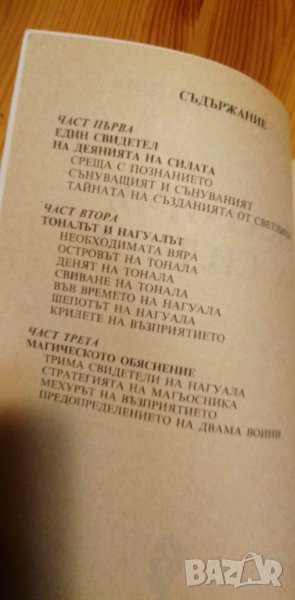 СЪДЪРЖАНИЕ
ЧАСТ ПЪРВА
ЕДИН СВИДЕТЕЛ
НА ДЕЯНИЯТА НА СИЛАТА
СРЕЩА С ПОЗНАНИЕТО
СЪНУВАЩИЯТ И СЪНУВАНИЯТ
ТАЙНАТА НА СЪЗДАНИЯТА ОТ СВЕТЛИНА
ЧАСТ ВТОРА
ТОНАЛЪТ И НАГУАЛЪТ
НЕОБХОДИМАТА ВЯРА
ОСТРОВЪТ НА ТОНАЛА
ДЕНЯТ НА ТОНАЛА
СВИВАНЕ НА ТОНАЛА
ВЪВ ВРЕМЕТО НА НАГУАЛА
ШЕПОТЪТ НА НАГУАЛА
КРИЛЕТЕ НА ВЪЗПРИЯТИЕТО
ЧАСТ ТРЕТА
МАГИЧЕСКОТО ОБЯСНЕНИЕ
ТРИМА СВИДЕТЕЛИ НА НАГУАЛА
СТРАТЕГИЯТА НА МАГЬОСНИКА
МЕХУРЪТ НА ВЪЗПРИЯТИЕТО
ПРЕДОПРЕДЕЛЕНИЕТО НА ДВАМА ВОИНИ
BAZAR